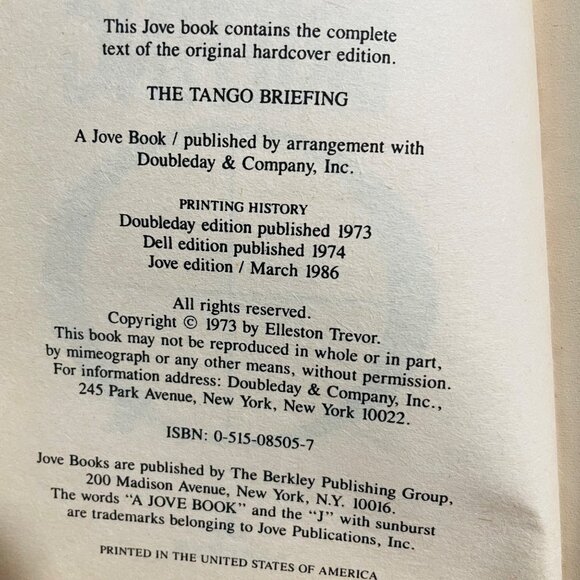 This Jove book contains the complete
text of the original hardcover edition.
THE TANGO BRIEFING
A Jove Book / published by arrangement with
Doubleday & Company, Inc.
PRINTING HISTORY
Doubleday edition published 1973
Dell edition published 1974
Jove edition / March 1986
All rights reserved.
Copyright © 1973 by Elleston Trevor.
This book may not be reproduced in whole or in part,
by mimeograph or any other means, without permission.
For information address: Doubleday & Company, Inc.,
245 Park Avenue, New York, New York 10022.
ISBN: 0-515-08505-7
Jove Books are published by The Berkley Publishing Group,
200 Madison Avenue, New York, N.Y. 10016.
The words "A JOVE BOOK" and the "J" with sunburst
are trademarks belonging to Jove Publications, Inc.
PRINTED IN THE UNITED STATES OF AMERICA